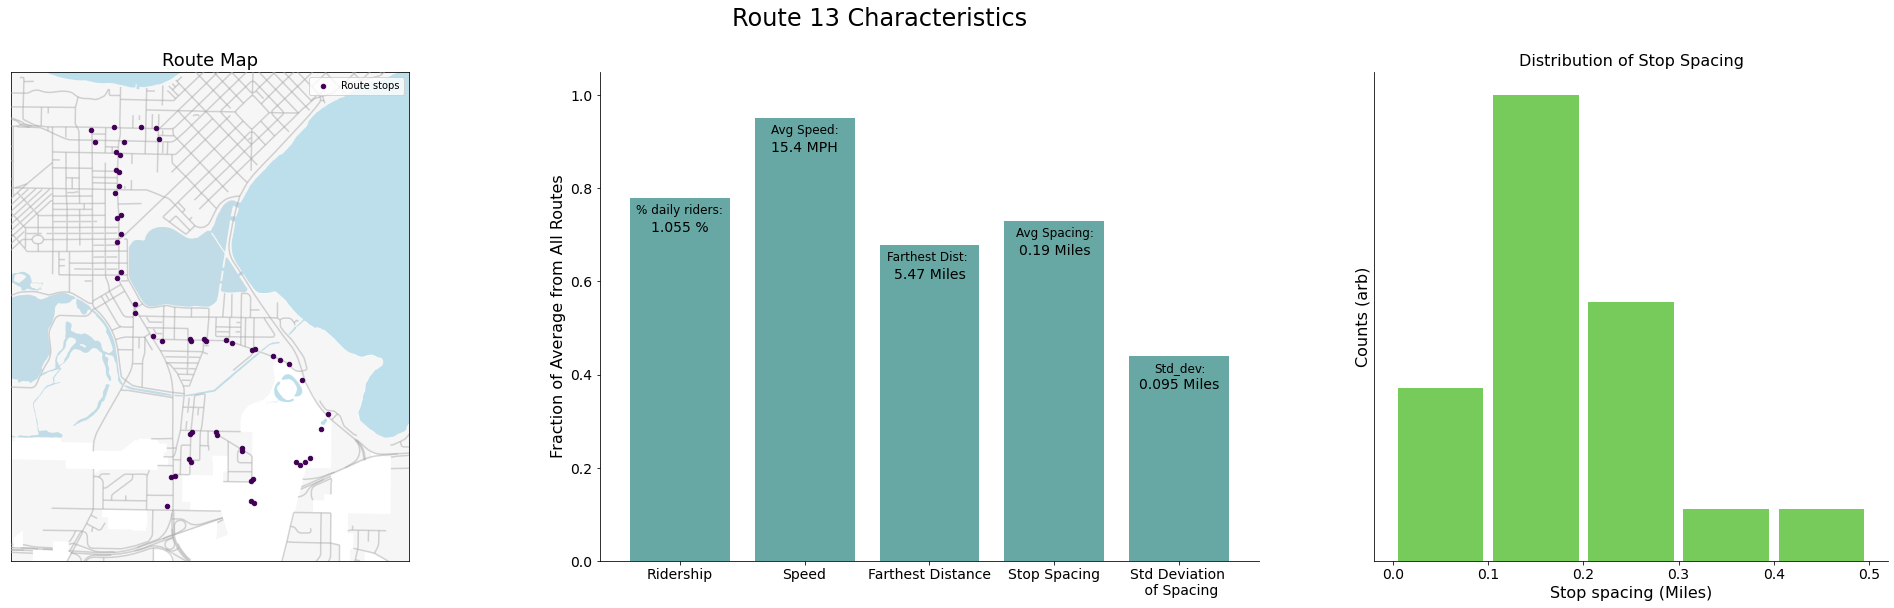 Route 13 Characteristics
Route Map
Route stops
Fraction of Average from All Routes
1.0
0.8
0.6
0.4
0.2
0.0
% daily riders:
1.055 %
Avg Speed:
15.4 MPH
Farthest Dist:
5.47 Miles
Avg Spacing:
0.19 Miles
Std_dev:
0.095 Miles
Ridership
Speed
Farthest Distance
Stop Spacing
Std Deviation
of Spacing
Distribution of Stop Spacing
Counts (arb)
0.0
0.1
0.2
0.3
0.4
0.5
Stop spacing (Miles)